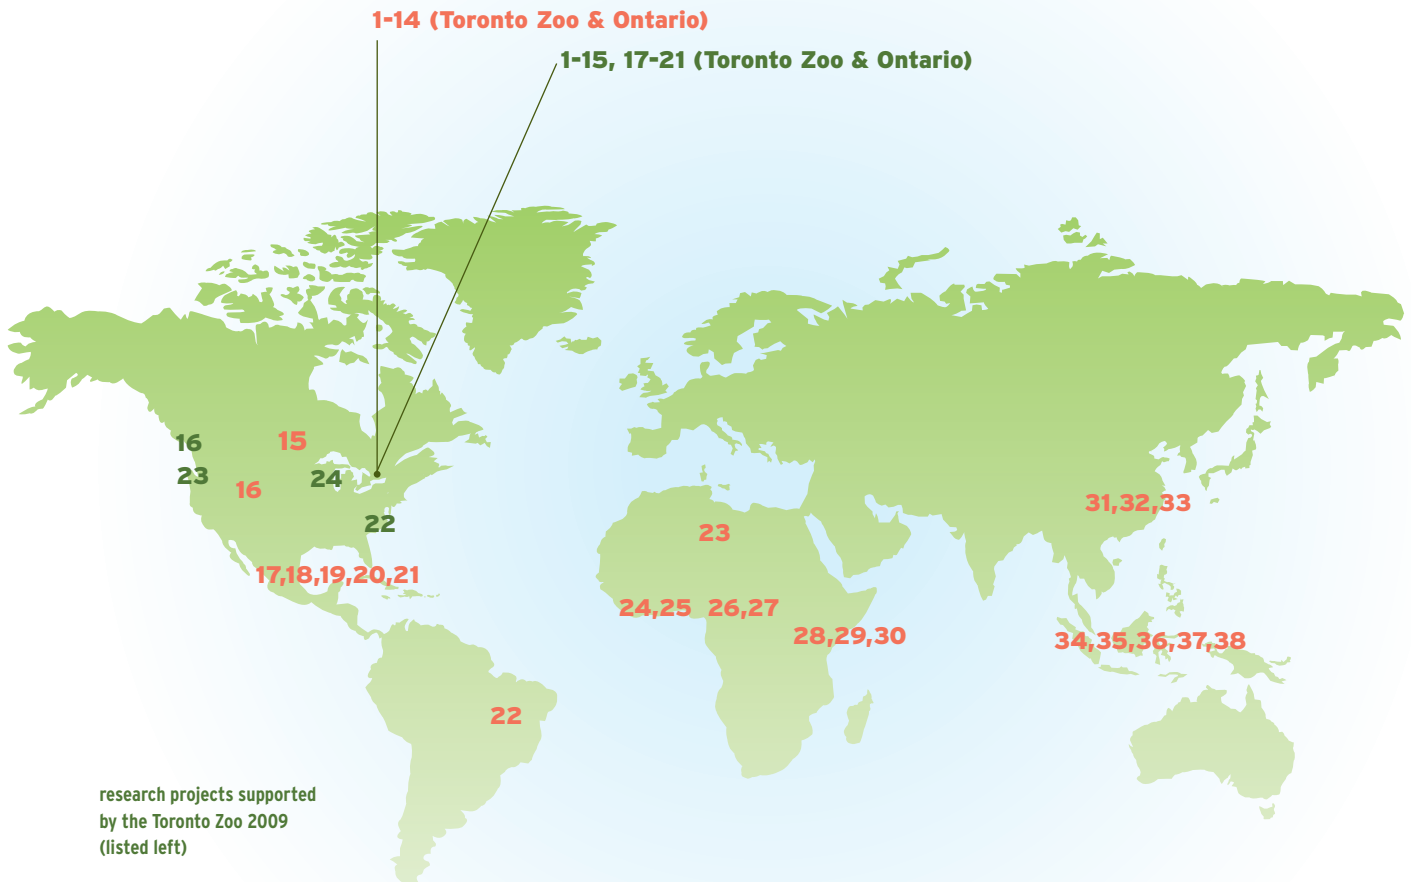 1-14 (Toronto Zoo & Ontario)
1-15, 17-21 (Toronto Zoo & Ontario)
16
15
23
24
16
22
17,18,19,20,21
22
23
24,25
26,27
28,29,30
31,32,33
34,35,36,37,38
research projects supported
by the Toronto Zoo 2009
(listed left)